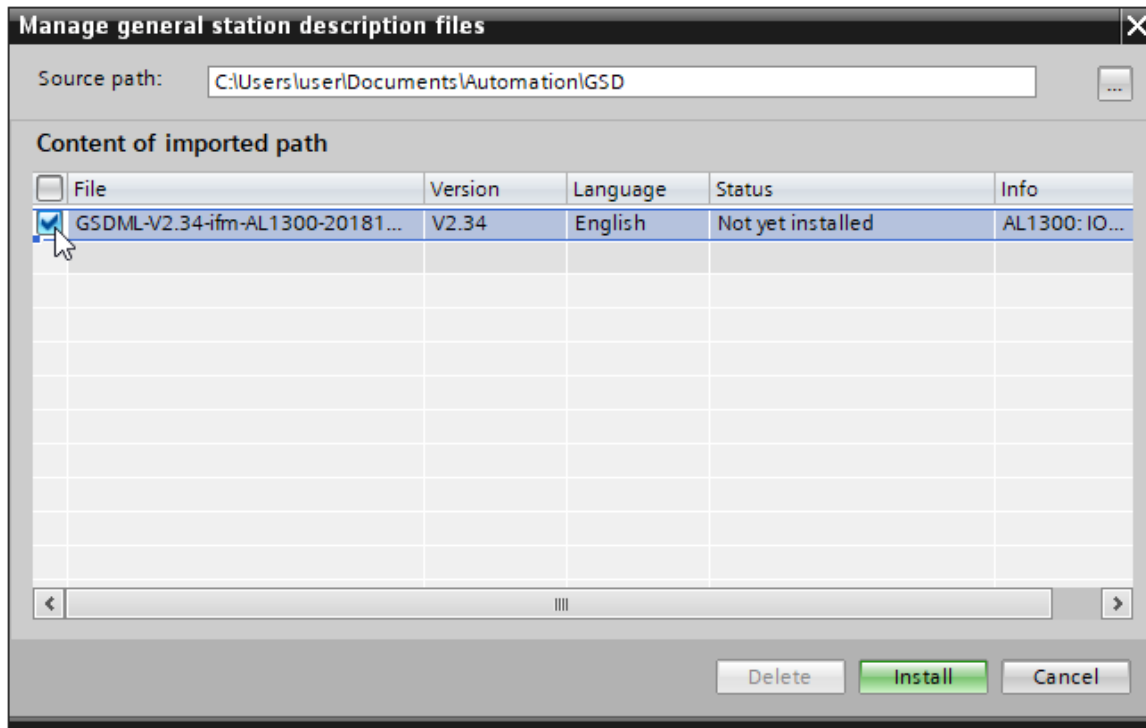 Manage general station description files
Source path: C:\Users\user\Documents\Automation\GSD ...
Content of imported path
File Version Language Status Info
GSDML-V2.34-ifm-AL1300-20181... V2.34 English Not yet installed AL1300: IO...
Delete Install Cancel